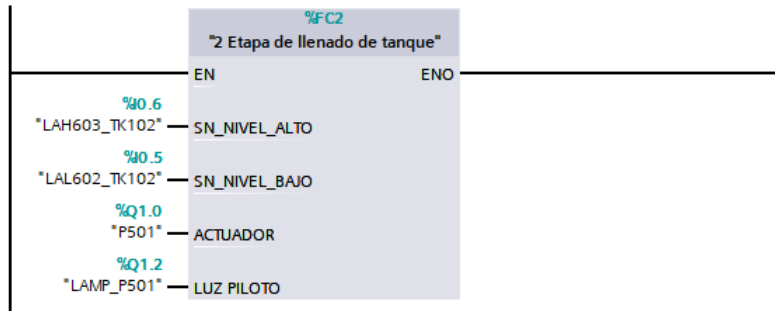 %FC2
"2 Etapa de llenado de tanque"
EN ENO
%I0.6
"LAH603_TK102" SN_NIVEL_ALTO
%I0.5
"LAL602_TK102" SN_NIVEL_BAJO
%Q1.0
"P501" ACTUADOR
%Q1.2
"LAMP_P501" LUZ PILOTO